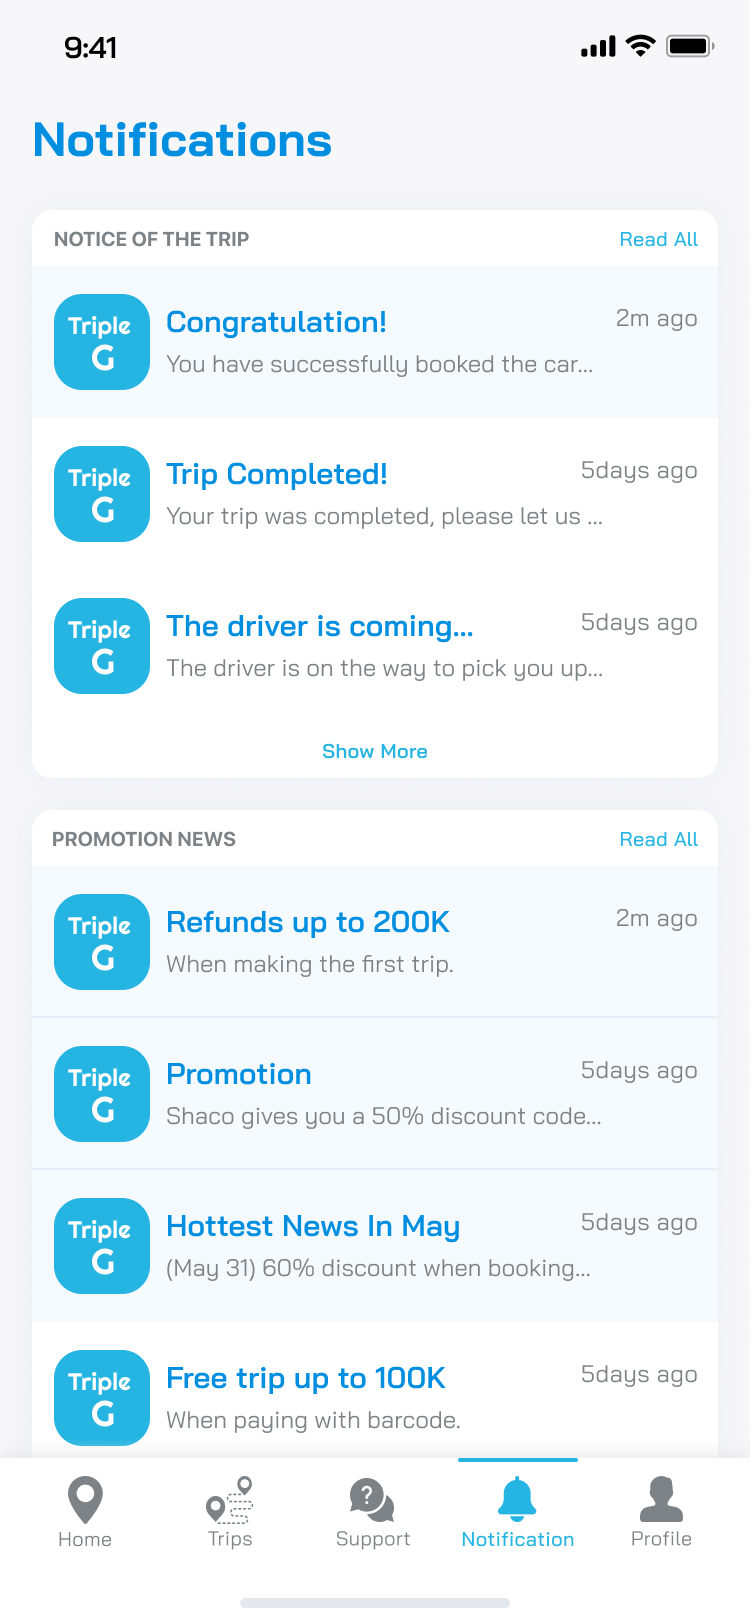 9:41
Notifications
NOTICE OF THE TRIP
Read All
Triple
G
Congratulation!
2m ago
You have successfully booked the car...
Triple
G
Trip Completed!
5days ago
Your trip was completed, please let us ...
Triple
G
The driver is coming...
5days ago
The driver is on the way to pick you up...
Show More
PROMOTION NEWS
Read All
Triple
G
Refunds up to 200K
2m ago
When making the first trip.
Triple
G
Promotion
5days ago
Shaco gives you a 50% discount code...
Triple
G
Hottest News In May
5days ago
(May 31) 60% discount when booking...
Triple
G
Free trip up to 100K
5days ago
When paying with barcode.
?
Home
Trips
Support
Notification
Profile